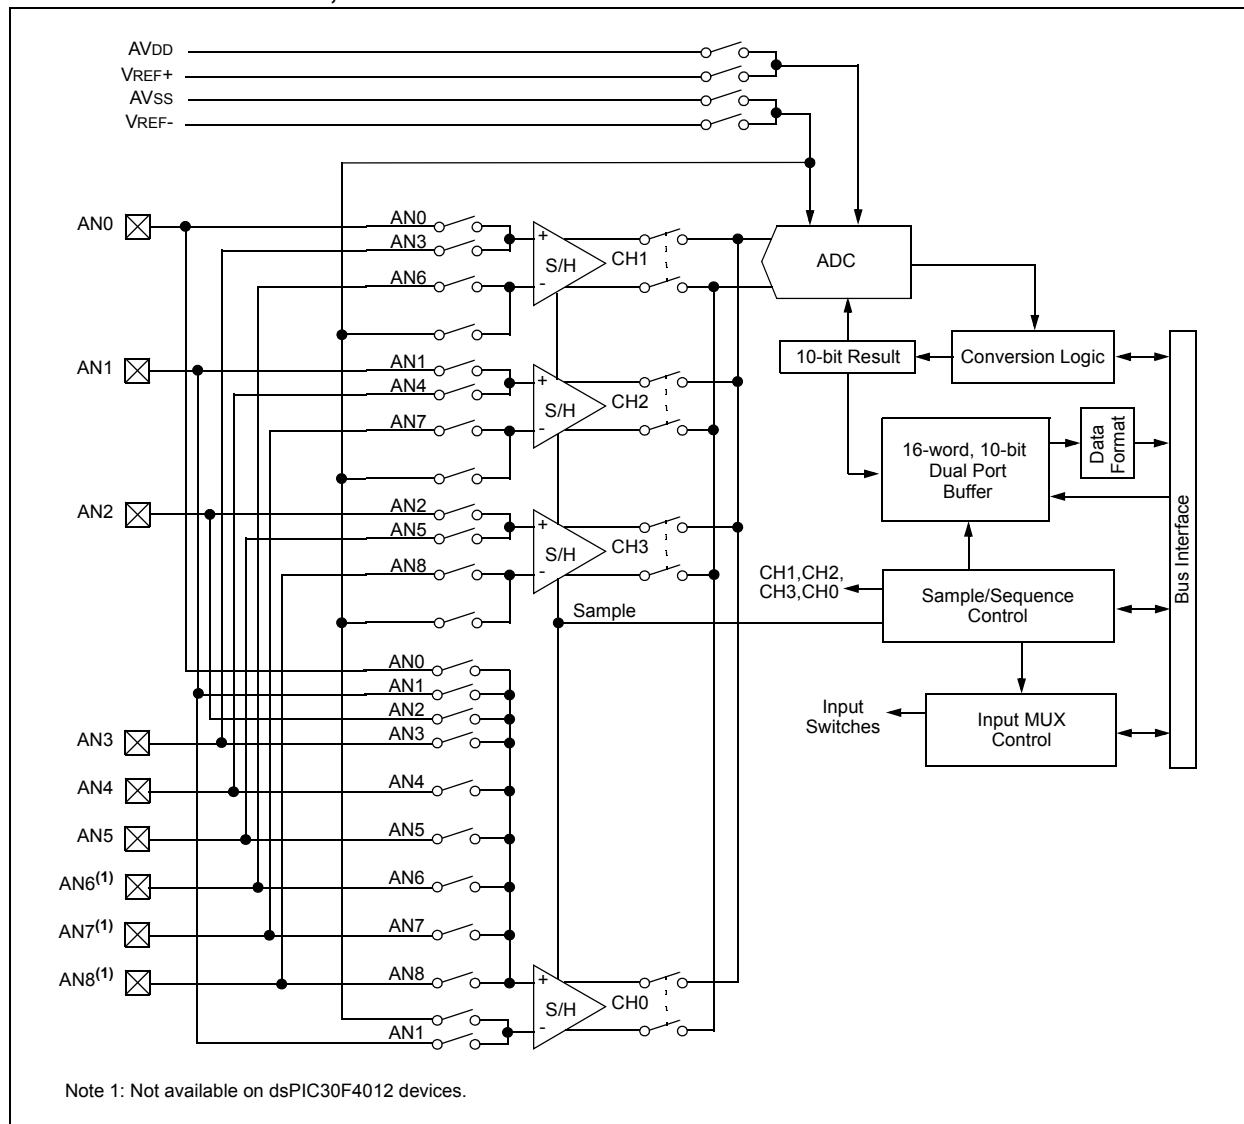 AVDD
VREF+
AVSS
VREF-
AN0
AN0
AN3
AN6
+
-
S/H
CH1
ADC
10-bit Result
Conversion Logic
AN1
AN1
AN4
AN7
+
-
S/H
CH2
16-word, 10-bit
Dual Port
Buffer
Data
Format
Bus Interface
AN2
AN2
AN5
AN8
+
-
S/H
CH3
CH1,CH2,
CH3,CH0
Sample/Sequence
Control
Sample
Input
Switches
Input MUX
Control
AN0
AN1
AN2
AN3
AN3
AN4
AN4
AN5
AN5
AN6(1)
AN6
AN7(1)
AN7
AN8(1)
AN8
AN1
+
-
S/H
CH0
Note 1: Not available on dsPIC30F4012 devices.